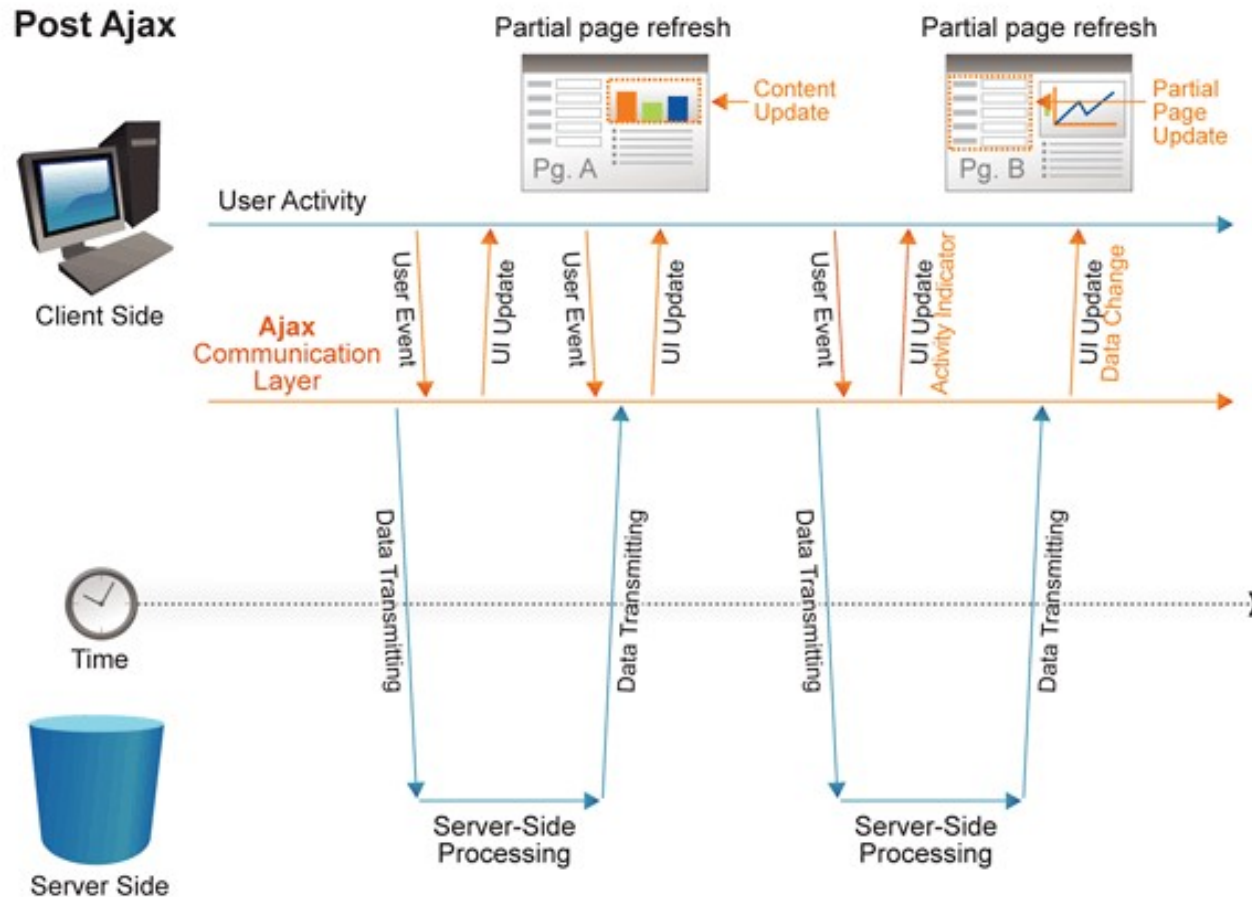 Post Ajax
Partial page refresh
Partial page refresh
Content
Update
Partial
Page
Update
Pg. A
Pg. B
User Activity
Client Side
User Event
UI Update
User Event
UI Update
User Event
UI Update
Activity Indicator
UI Update
Data Change
Ajax
Communication
Layer
Data Transmitting
Data Transmitting
Data Transmitting
Data Transmitting
Time
Server-Side
Processing
Server-Side
Processing
Server Side